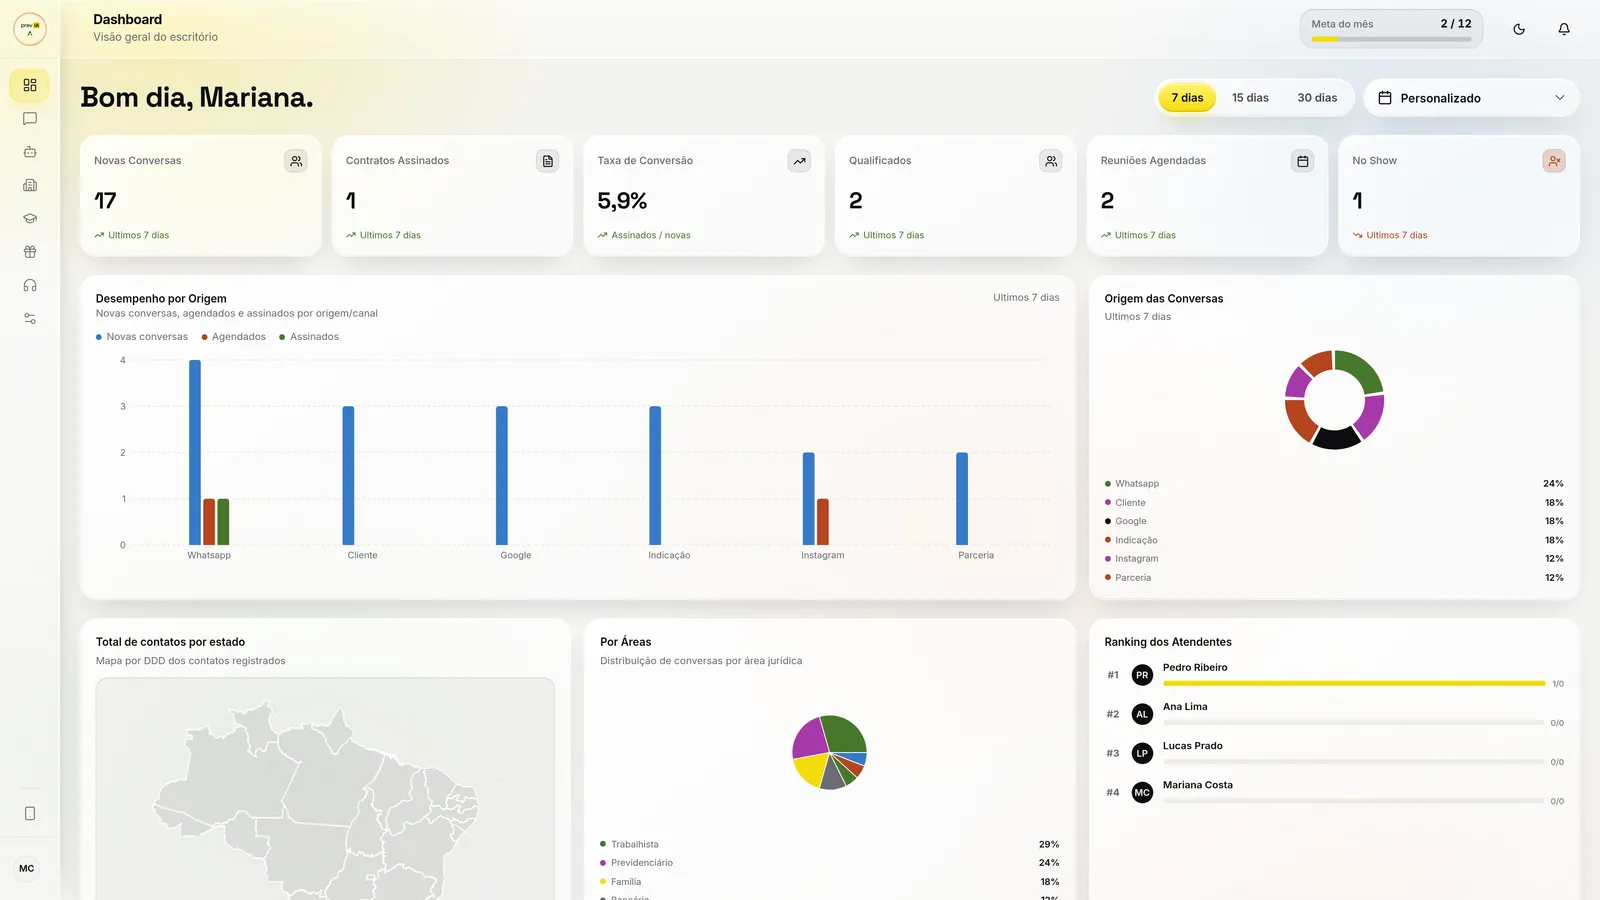 prev IA
Dashboard
Visão geral do escritório
Meta do mês 2 / 12
Bom dia, Mariana.
7 dias 15 dias 30 dias Personalizado
Novas Conversas
17
Ultimos 7 dias
Contratos Assinados
1
Ultimos 7 dias
Taxa de Conversão
5,9%
Assinados / novas
Qualificados
2
Ultimos 7 dias
Reuniões Agendadas
2
Ultimos 7 dias
No Show
1
Ultimos 7 dias
Desempenho por Origem
Ultimos 7 dias
Novas conversas, agendados e assinados por origem/canal
Novas conversas Agendados Assinados
4
3
2
1
0
Whatsapp Cliente Google Indicação Instagram Parceria
Origem das Conversas
Ultimos 7 dias
Whatsapp 24%
Cliente 18%
Google 18%
Indicação 18%
Instagram 12%
Parceria 12%
Total de contatos por estado
Mapa por DDD dos contatos registrados
Por Áreas
Distribuição de conversas por área jurídica
Trabalhista 29%
Previdenciário 24%
Família 18%
Bancário 12%
Ranking dos Atendentes
#1 PR Pedro Ribeiro 1/0
#2 AL Ana Lima 0/0
#3 LP Lucas Prado 0/0
#4 MC Mariana Costa 0/0
MC